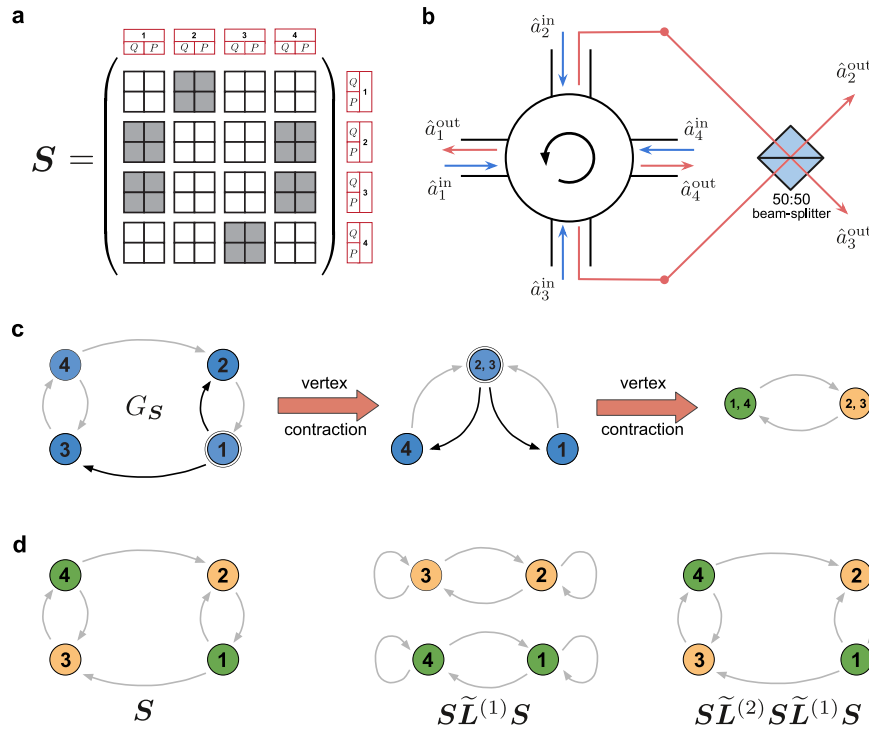 a
1 2 3 4
Q P Q P Q P Q P
S =
Q P 1
Q P 2
Q P 3
Q P 4
b
â₂ⁱⁿ
â₁ᵒᵘᵗ
â₁ⁱⁿ
â₄ⁱⁿ
â₄ᵒᵘᵗ
â₃ⁱⁿ
â₂ᵒᵘᵗ
50:50
beam-splitter
â₃ᵒᵘᵗ
c
4 2
G_S
3 1
vertex
contraction
2, 3
4 1
vertex
contraction
1, 4 2, 3
d
4 2
3 1
S
3 2
4 1
SL̃⁽¹⁾S
4 2
3 1
SL̃⁽²⁾SL̃⁽¹⁾S